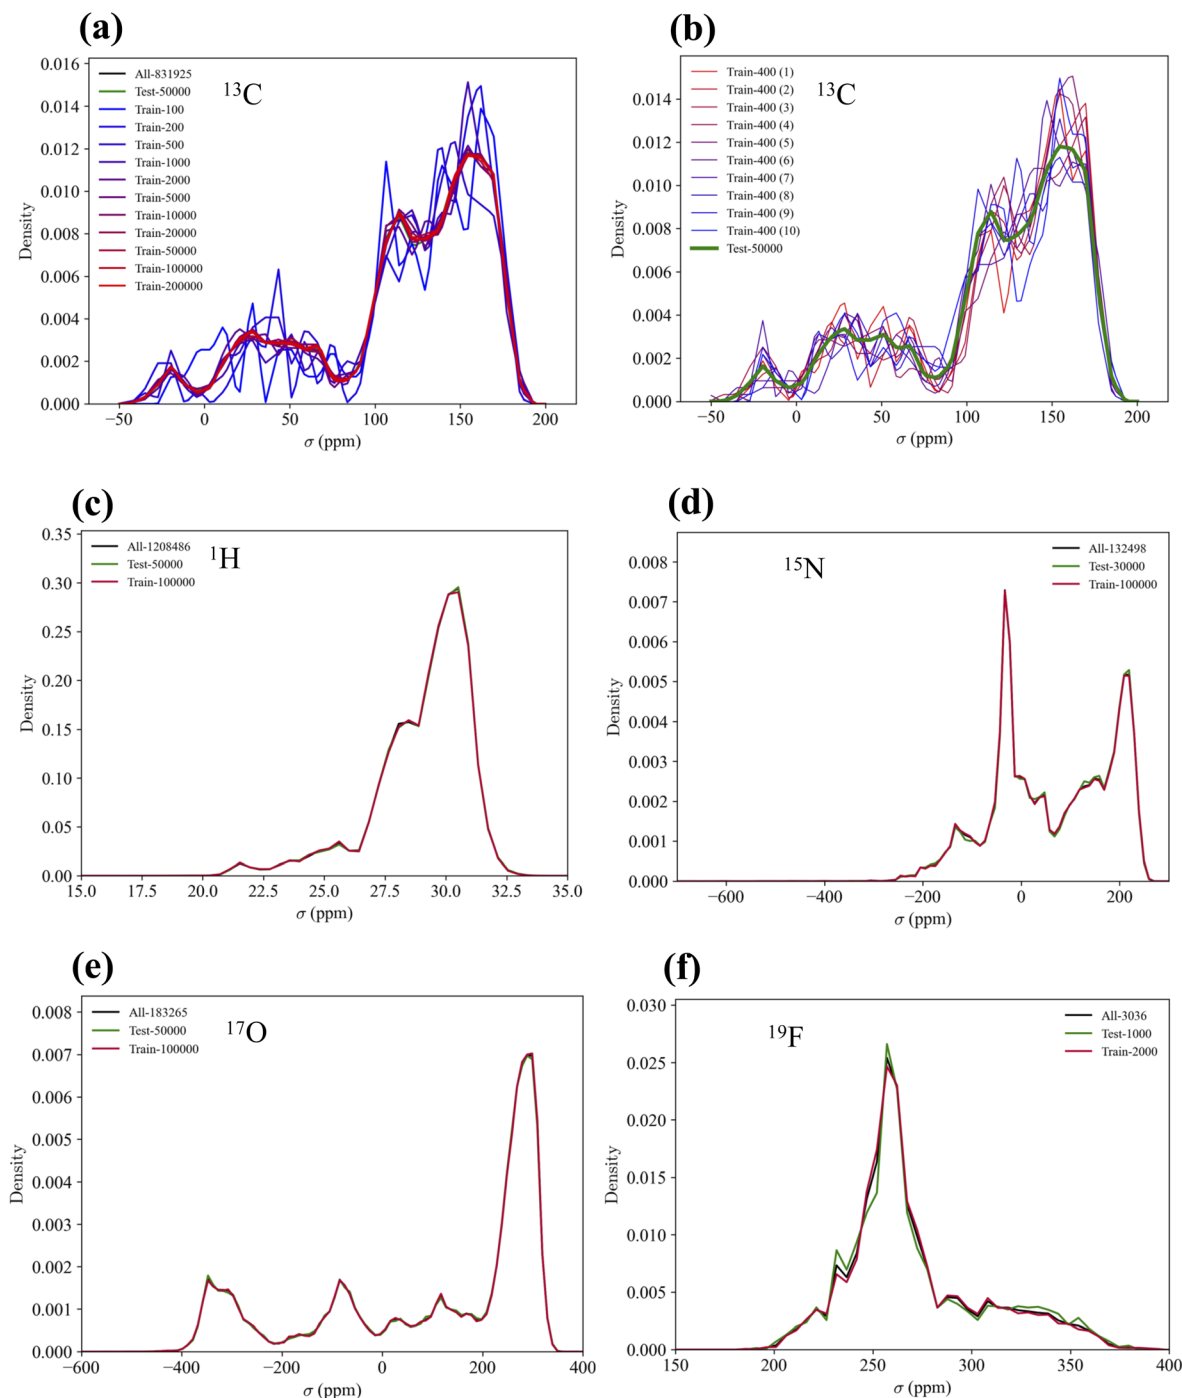 (a)
0.016
0.014
0.012
0.010
0.008
0.006
0.004
0.002
0.000
Density
All-831925
Test-50000
Train-100
Train-200
Train-500
Train-1000
Train-2000
Train-5000
Train-10000
Train-20000
Train-50000
Train-100000
Train-200000
¹³C
−50 0 50 100 150 200
σ (ppm)
(b)
0.014
0.012
0.010
0.008
0.006
0.004
0.002
0.000
Density
Train-400 (1)
Train-400 (2)
Train-400 (3)
Train-400 (4)
Train-400 (5)
Train-400 (6)
Train-400 (7)
Train-400 (8)
Train-400 (9)
Train-400 (10)
Test-50000
¹³C
−50 0 50 100 150 200
σ (ppm)
(c)
0.35
0.30
0.25
0.20
0.15
0.10
0.05
0.00
Density
All-1208486
Test-50000
Train-100000
¹H
15.0 17.5 20.0 22.5 25.0 27.5 30.0 32.5 35.0
σ (ppm)
(d)
0.008
0.007
0.006
0.005
0.004
0.003
0.002
0.001
0.000
Density
¹⁵N
All-132498
Test-30000
Train-100000
−600 −400 −200 0 200
σ (ppm)
(e)
0.008
0.007
0.006
0.005
0.004
0.003
0.002
0.001
0.000
Density
All-183265
Test-50000
Train-100000
¹⁷O
−600 −400 −200 0 200 400
σ (ppm)
(f)
0.030
0.025
0.020
0.015
0.010
0.005
0.000
Density
¹⁹F
All-3036
Test-1000
Train-2000
150 200 250 300 350 400
σ (ppm)